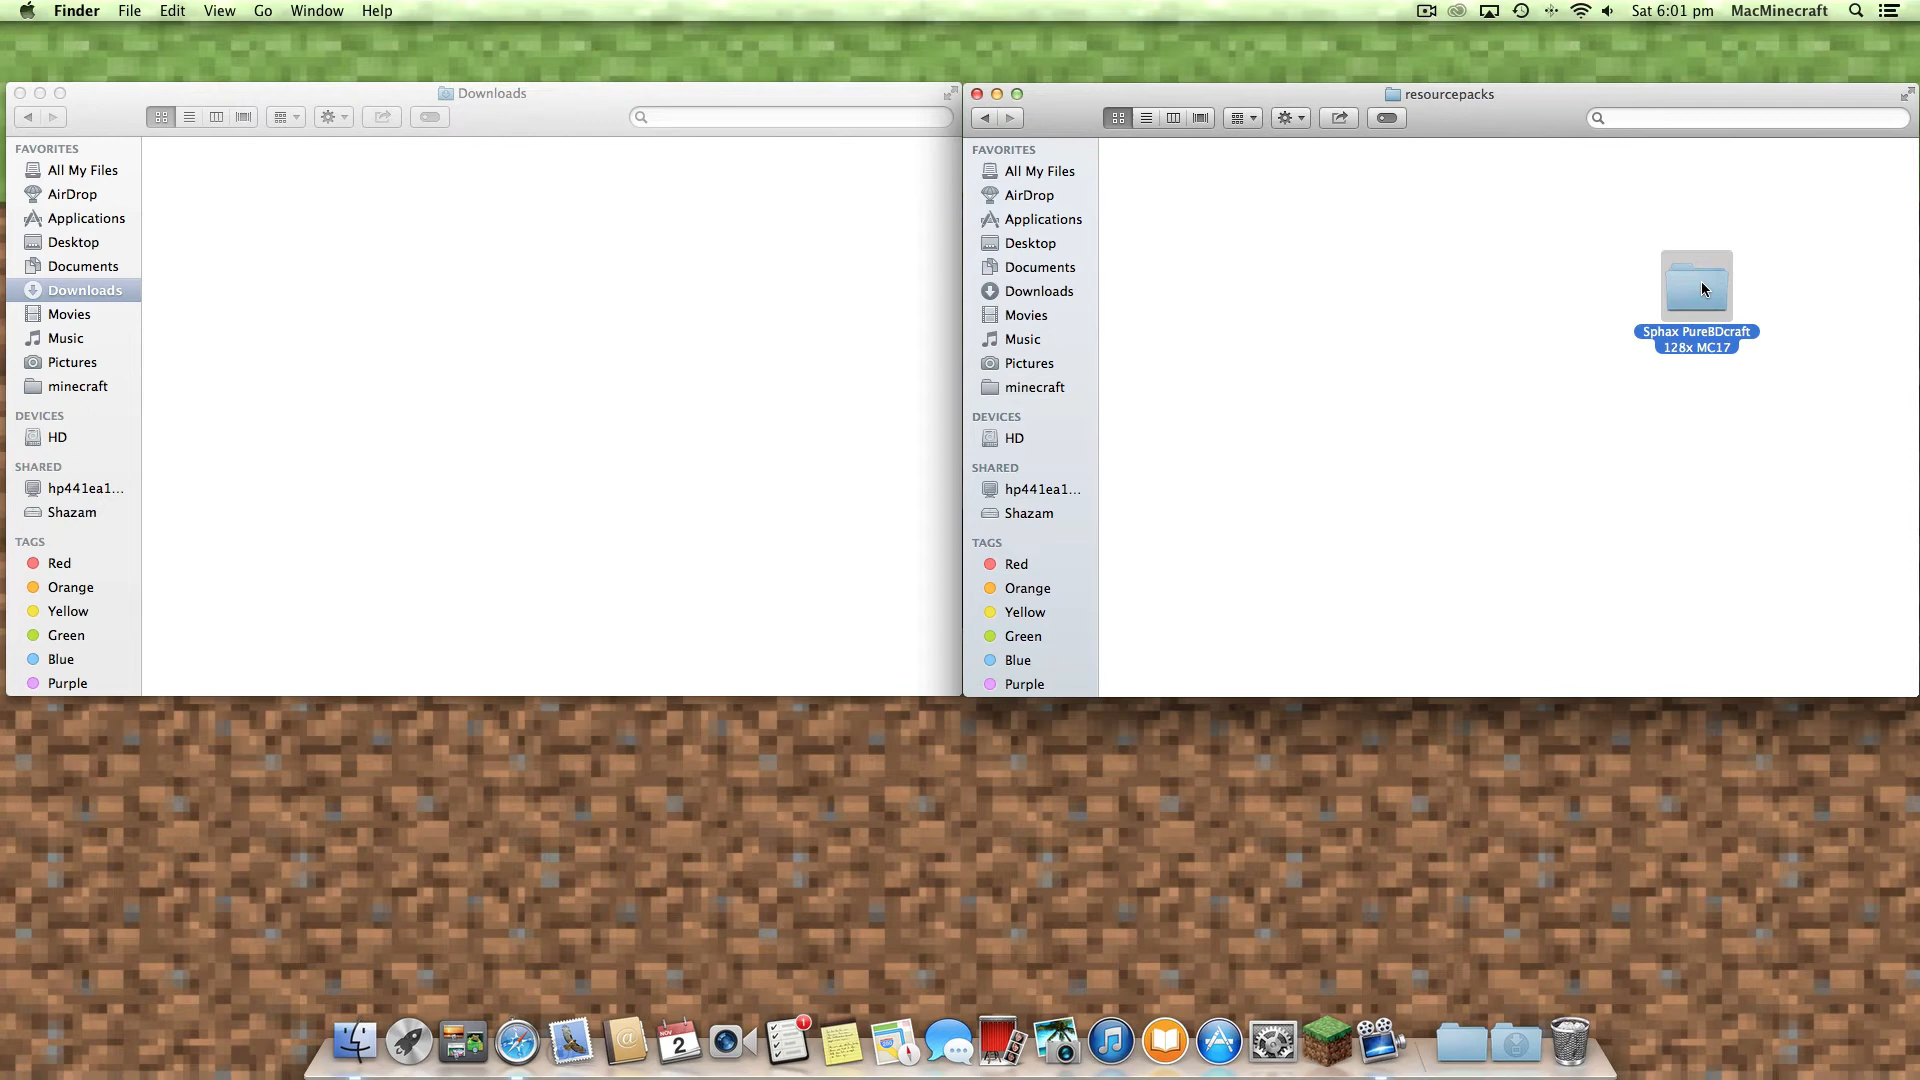 Finder File Edit View Go Window Help
Sat 6:01 pm MacMinecraft
Downloads
FAVORITES
All My Files
AirDrop
Applications
Desktop
Documents
Downloads
Movies
Music
Pictures
minecraft
DEVICES
HD
SHARED
hp441ea1...
Shazam
TAGS
Red
Orange
Yellow
Green
Blue
Purple
resourcepacks
FAVORITES
All My Files
AirDrop
Applications
Desktop
Documents
Downloads
Movies
Music
Pictures
minecraft
DEVICES
HD
SHARED
hp441ea1...
Shazam
TAGS
Red
Orange
Yellow
Green
Blue
Purple
Sphax PureBDcraft
128x MC17
NOV
2
1